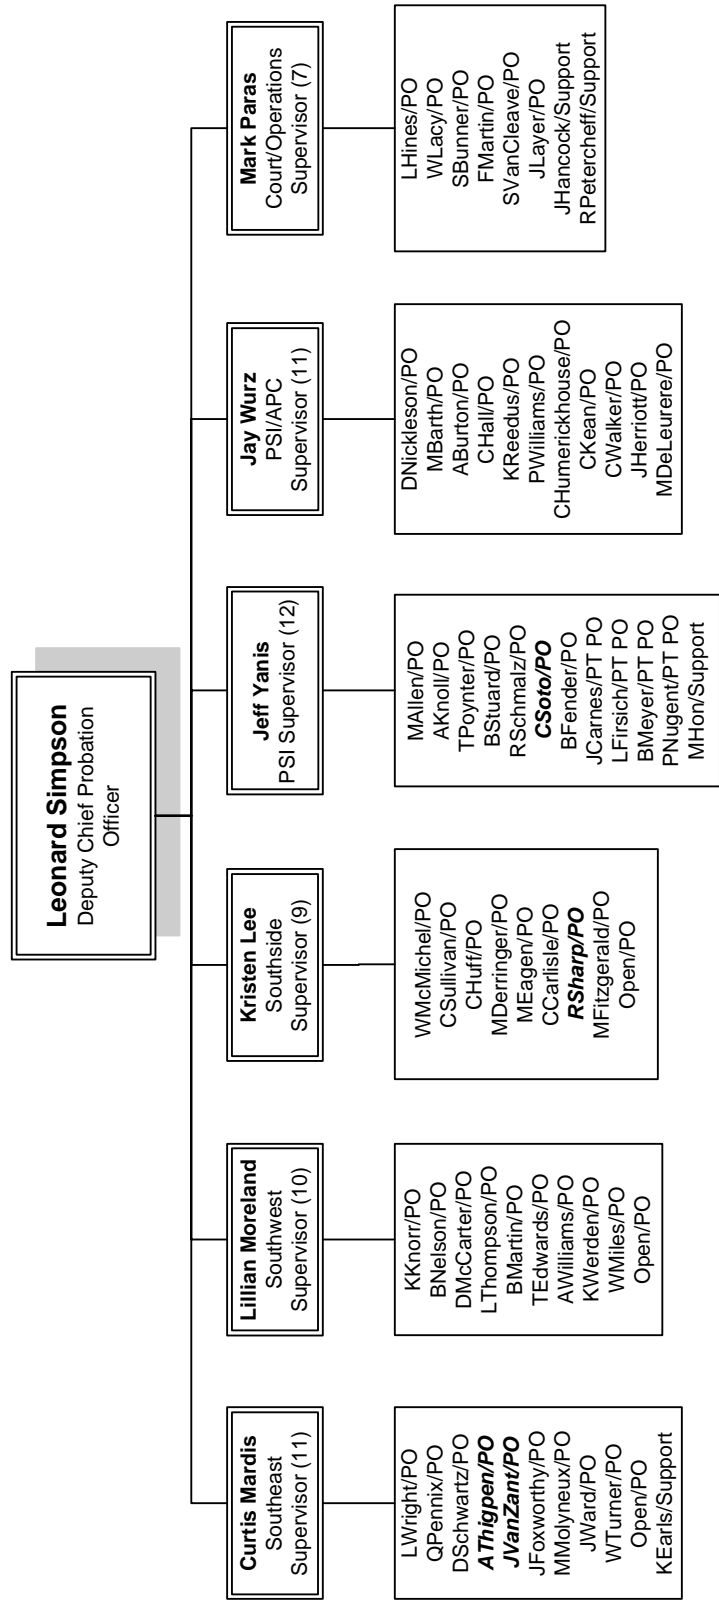 Leonard Simpson
Deputy Chief Probation
Officer
Curtis Mardis
Southeast
Supervisor (11)
LWright/PO
QPennix/PO
DSchwartz/PO
AThigpen/PO
JVanZant/PO
JFoxworthy/PO
MMolyneux/PO
JWard/PO
WTurner/PO
Open/PO
KEarls/Support
Lillian Moreland
Southwest
Supervisor (10)
KKnorr/PO
BNelson/PO
DMcCarter/PO
LThompson/PO
BMartin/PO
TEdwards/PO
AWilliams/PO
KWerden/PO
WMiles/PO
Open/PO
Kristen Lee
Southside
Supervisor (9)
WMcMichel/PO
CSullivan/PO
CHuff/PO
MDerringer/PO
MEagen/PO
CCarlisle/PO
RSharp/PO
MFitzgerald/PO
Open/PO
Jeff Yanis
PSI Supervisor (12)
MAllen/PO
AKnoll/PO
TPoynter/PO
BStuard/PO
RSchmalz/PO
CSoto/PO
BFender/PO
JCarnes/PT PO
LFirsich/PT PO
BMeyer/PT PO
PNugent/PT PO
MHon/Support
Jay Wurz
PSI/APC
Supervisor (11)
DNickleson/PO
MBarth/PO
ABurton/PO
CHall/PO
KReedus/PO
PWilliams/PO
CHumerickhouse/PO
CKean/PO
CWalker/PO
JHerriott/PO
MDeLeurere/PO
Mark Paras
Court/Operations
Supervisor (7)
LHines/PO
WLacy/PO
SBunner/PO
FMartin/PO
SVanCleave/PO
JLayer/PO
JHancock/Support
RPetercheff/Support